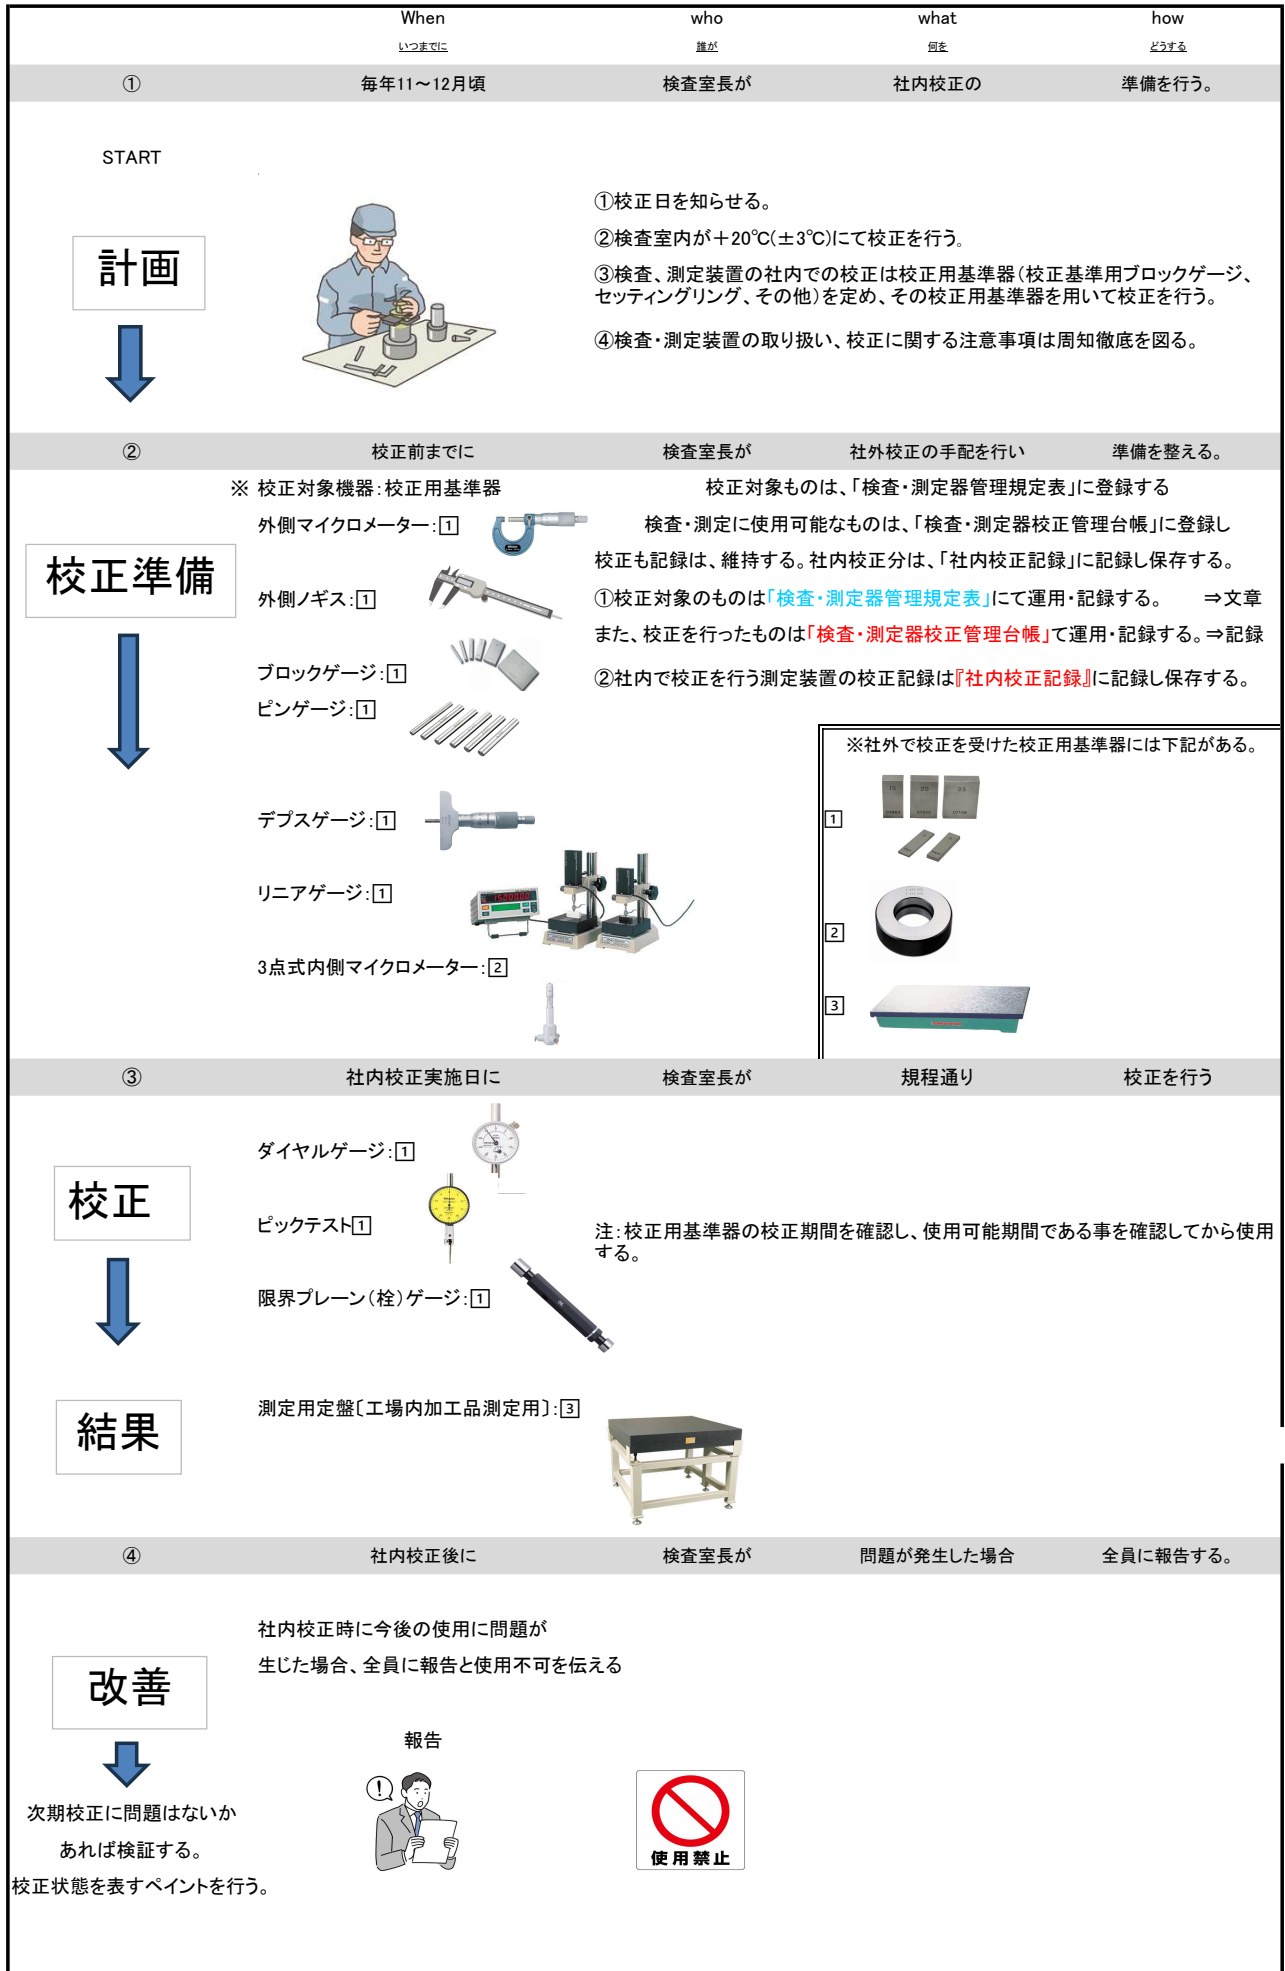 When who what how
いつまでに 誰が 何を どうする
① 毎年11～12月頃 検査室長が 社内校正の 準備を行う。
START
計画
①校正日を知らせる。
②検査室内が＋20℃(±3℃)にて校正を行う。
③検査、測定装置の社内での校正は校正用基準器（校正基準用ブロックゲージ、
セッティングリング、その他）を定め、その校正用基準器を用いて校正を行う。
④検査・測定装置の取り扱い、校正に関する注意事項は周知徹底を図る。
② 校正前までに 検査室長が 社外校正の手配を行い 準備を整える。
校正準備
※ 校正対象機器：校正用基準器
外側マイクロメーター：1
外側ノギス：1
ブロックゲージ：1
ピンゲージ：1
デプスゲージ：1
リニアゲージ：1
3点式内側マイクロメーター：2
校正対象ものは、「検査・測定器管理規定表」に登録する
検査・測定に使用可能なものは、「検査・測定器校正管理台帳」に登録し
校正も記録は、維持する。社内校正分は、「社内校正記録」に記録し保存する。
①校正対象のものは「検査・測定器管理規定表」にて運用・記録する。 ⇒文章
また、校正を行ったものは「検査・測定器校正管理台帳」て運用・記録する。⇒記録
②社内で校正を行う測定装置の校正記録は『社内校正記録』に記録し保存する。
※社外で校正を受けた校正用基準器には下記がある。
1
2
3
③ 社内校正実施日に 検査室長が 規程通り 校正を行う
校正
ダイヤルゲージ：1
ピックテスト1
限界プレーン（栓）ゲージ：1
注：校正用基準器の校正期間を確認し、使用可能期間である事を確認してから使用
する。
結果
測定用定盤〔工場内加工品測定用〕：3
④ 社内校正後に 検査室長が 問題が発生した場合 全員に報告する。
社内校正時に今後の使用に問題が
生じた場合、全員に報告と使用不可を伝える
改善
報告
使用禁止
次期校正に問題はないか
あれば検証する。
校正状態を表すペイントを行う。